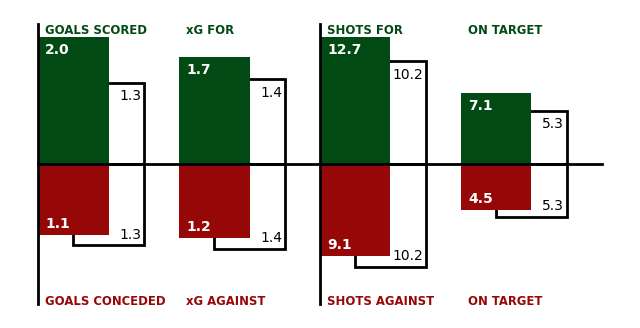 GOALS SCORED xG FOR SHOTS FOR ON TARGET
2.0 1.3 1.7 1.4 12.7 10.2 7.1 5.3
1.1 1.3 1.2 1.4 9.1 10.2 4.5 5.3
GOALS CONCEDED xG AGAINST SHOTS AGAINST ON TARGET